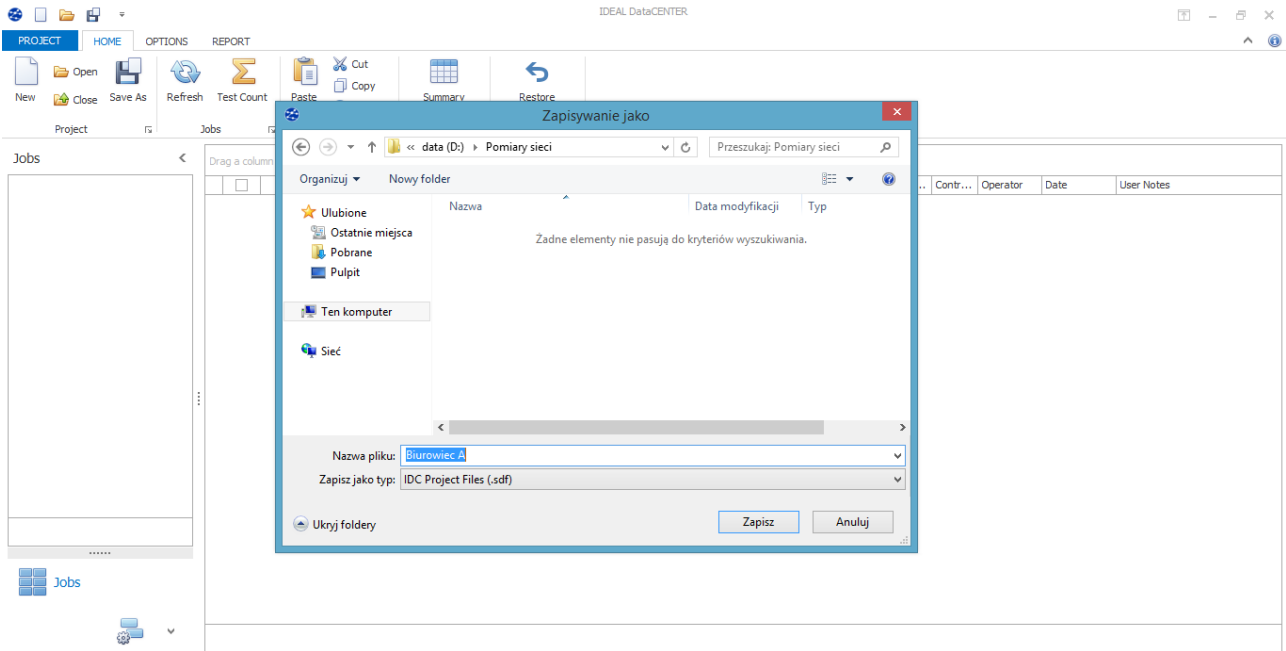 IDEAL DataCENTER
PROJECT HOME OPTIONS REPORT
New Open Close Save As Refresh Test Count Paste Cut Copy Summary Restore
Project Jobs
Zapisywanie jako
« data (D:) Pomiary sieci Przeszukaj: Pomiary sieci
Organizuj Nowy folder
Jobs
Drag a column
Contr... Operator Date User Notes
Ulubione
Ostatnie miejsca
Pobrane
Pulpit
Ten komputer
Sieć
Nazwa Data modyfikacji Typ
Żadne elementy nie pasują do kryteriów wyszukiwania.
Nazwa pliku: Biurowiec A
Zapisz jako typ: IDC Project Files (.sdf)
Ukryj foldery Zapisz Anuluj
Jobs